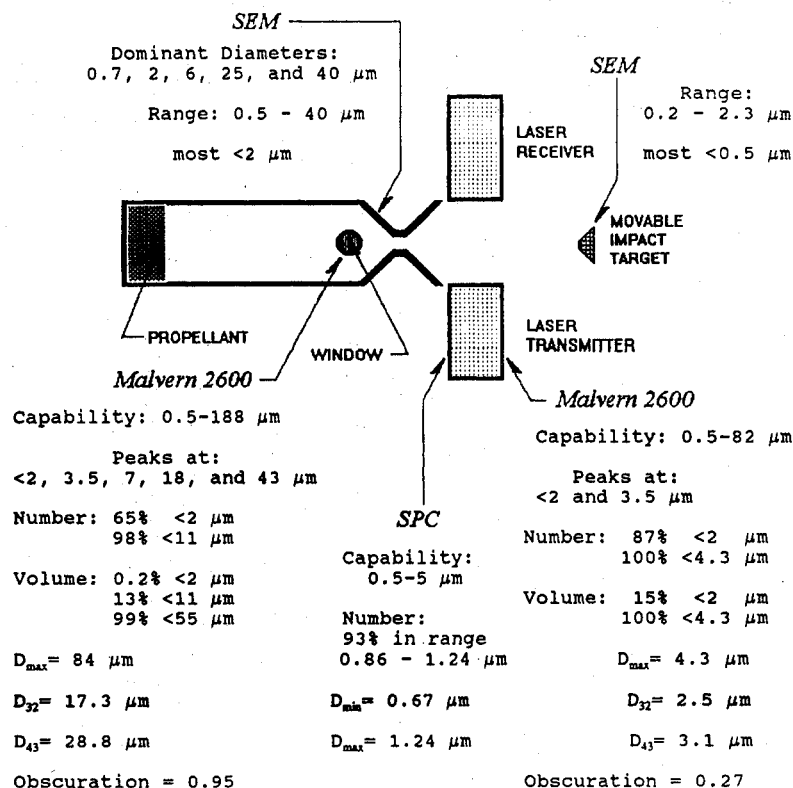 SEM
Dominant Diameters:
0.7, 2, 6, 25, and 40 μm
Range: 0.5 - 40 μm
most <2 μm
SEM
Range:
0.2 - 2.3 μm
most <0.5 μm
LASER
RECEIVER
MOVABLE
IMPACT
TARGET
PROPELLANT
WINDOW
LASER
TRANSMITTER
Malvern 2600
Capability: 0.5-188 μm
Peaks at:
<2, 3.5, 7, 18, and 43 μm
Number: 65% <2 μm
98% <11 μm
Volume: 0.2% <2 μm
13% <11 μm
99% <55 μm
Dmax= 84 μm
D32= 17.3 μm
D43= 28.8 μm
Obscuration = 0.95
SPC
Capability:
0.5-5 μm
Number:
93% in range
0.86 - 1.24 μm
Dmin= 0.67 μm
Dmax= 1.24 μm
Malvern 2600
Capability: 0.5-82 μm
Peaks at:
<2 and 3.5 μm
Number: 87% <2 μm
100% <4.3 μm
Volume: 15% <2 μm
100% <4.3 μm
Dmax= 4.3 μm
D32= 2.5 μm
D43= 3.1 μm
Obscuration = 0.27